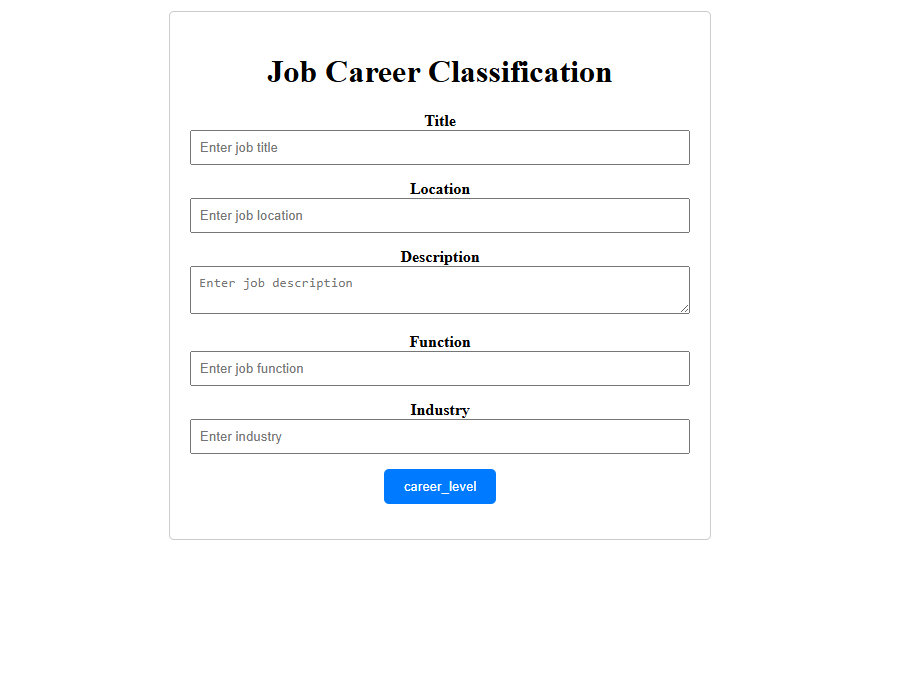 Job Career Classification
Title
Enter job title
Location
Enter job location
Description
Enter job description
Function
Enter job function
Industry
Enter industry
career_level